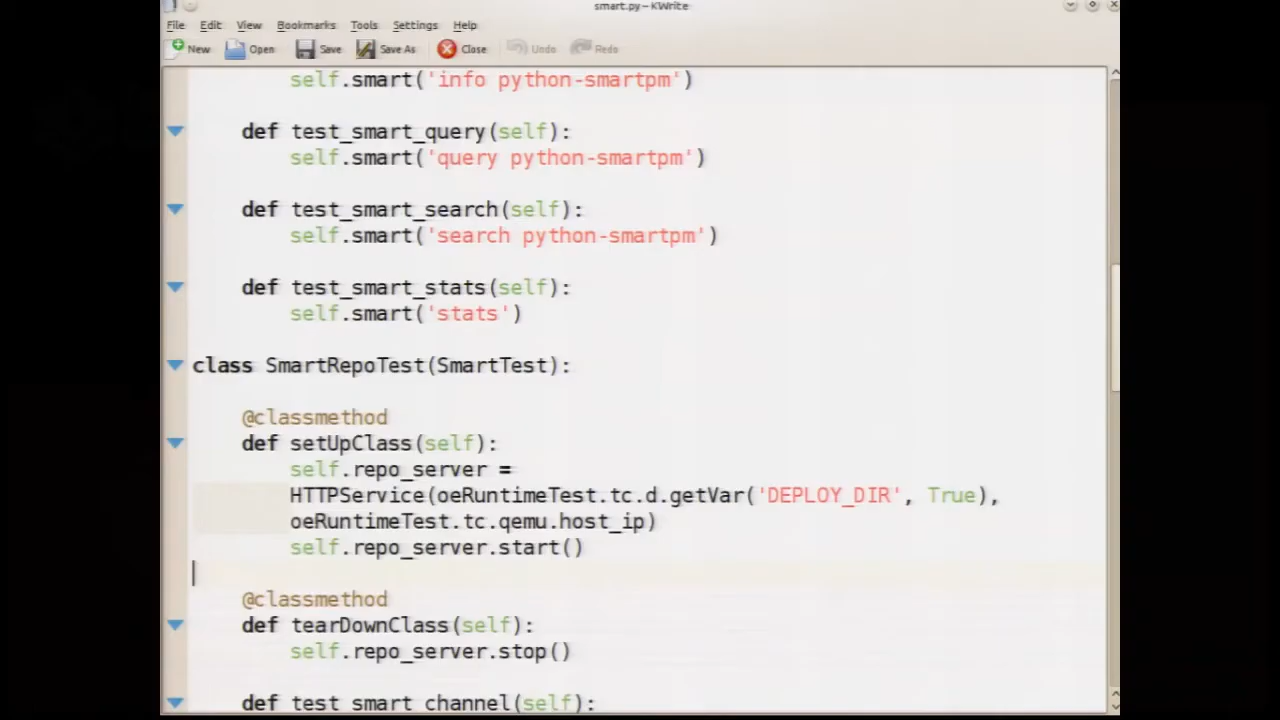 smart.py – KWrite
File Edit View Bookmarks Tools Settings Help
New Open Save Save As Close Undo Redo
self.smart('info python-smartpm')
def test_smart_query(self):
self.smart('query python-smartpm')
def test_smart_search(self):
self.smart('search python-smartpm')
def test_smart_stats(self):
self.smart('stats')
class SmartRepoTest(SmartTest):
@classmethod
def setUpClass(self):
self.repo_server =
HTTPService(oeRuntimeTest.tc.d.getVar('DEPLOY_DIR', True),
oeRuntimeTest.tc.qemu.host_ip)
self.repo_server.start()
@classmethod
def tearDownClass(self):
self.repo_server.stop()
def test_smart_channel(self):